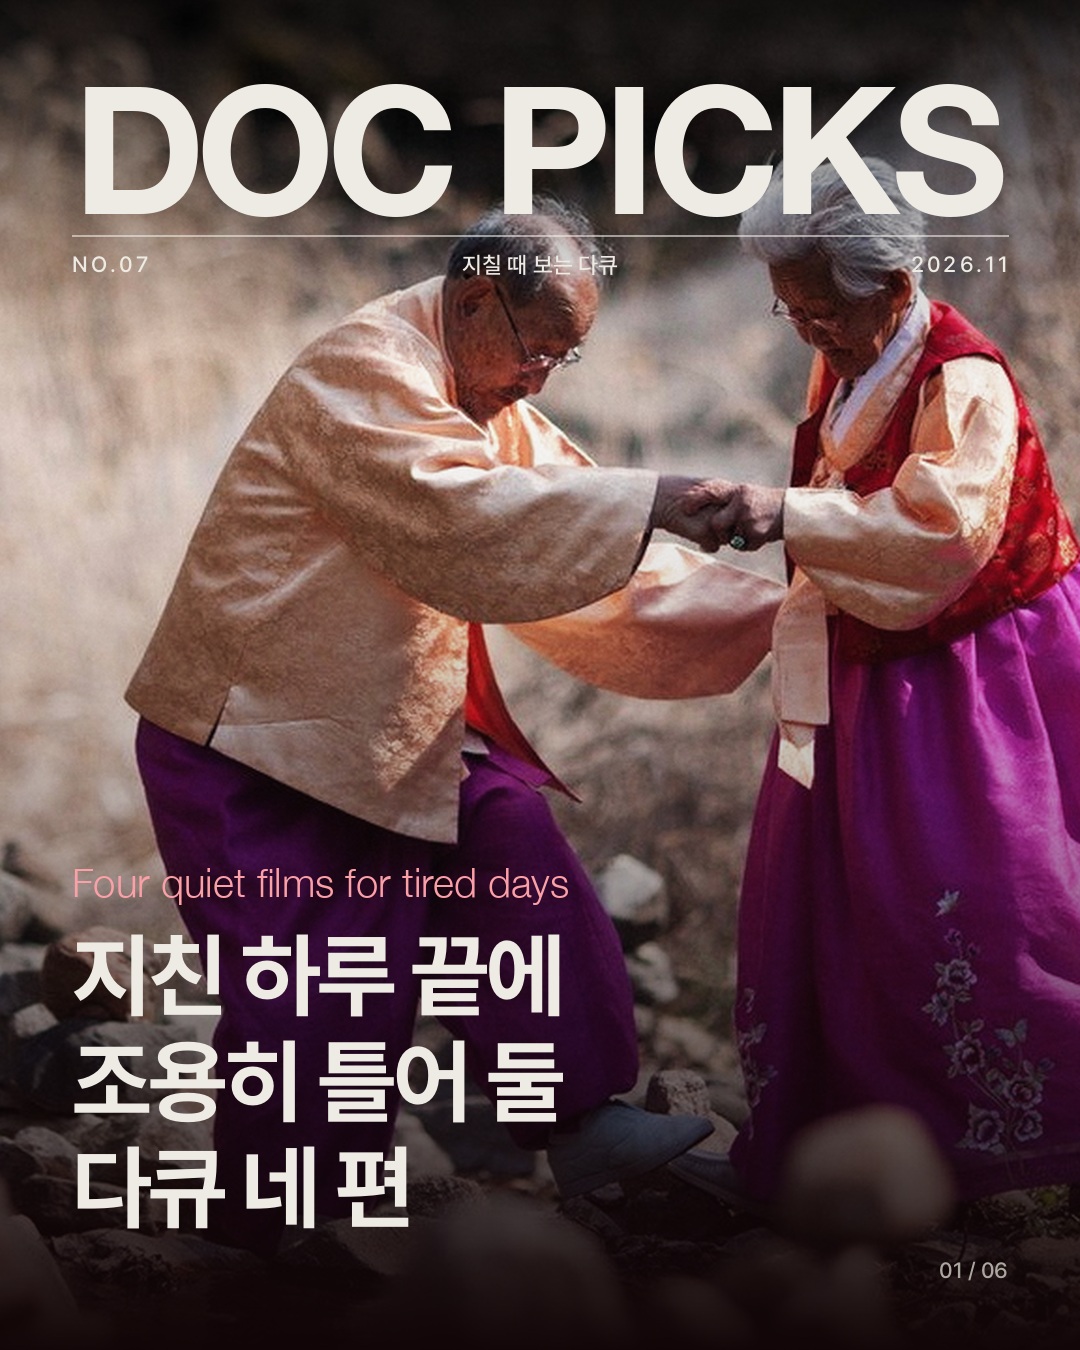 DOC PICKS
NO.07
지칠 때 보는 다큐
2026.11
Four quiet films for tired days
지친 하루 끝에
조용히 틀어 둘
다큐 네 편
01 / 06